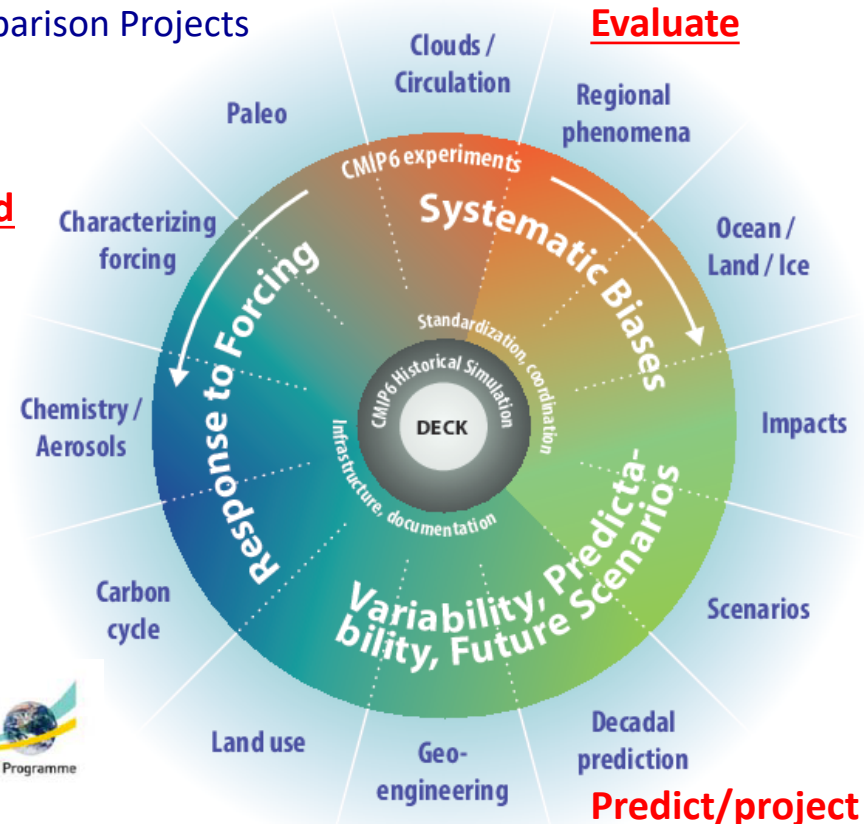 parison Projects
Evaluate
Clouds /
Circulation
Regional
phenomena
Paleo
CMIP6 experiments
Systematic Biases
d
Characterizing
forcing
Ocean /
Land / Ice
Response to Forcing
Standardization, coordination
CMIP6 Historical Simulation
DECK
Infrastructure, documentation
Chemistry /
Aerosols
Impacts
Variability, Predicta-
bility, Future Scenarios
Carbon
cycle
Scenarios
Programme
Land use
Geo-
engineering
Decadal
prediction
Predict/project